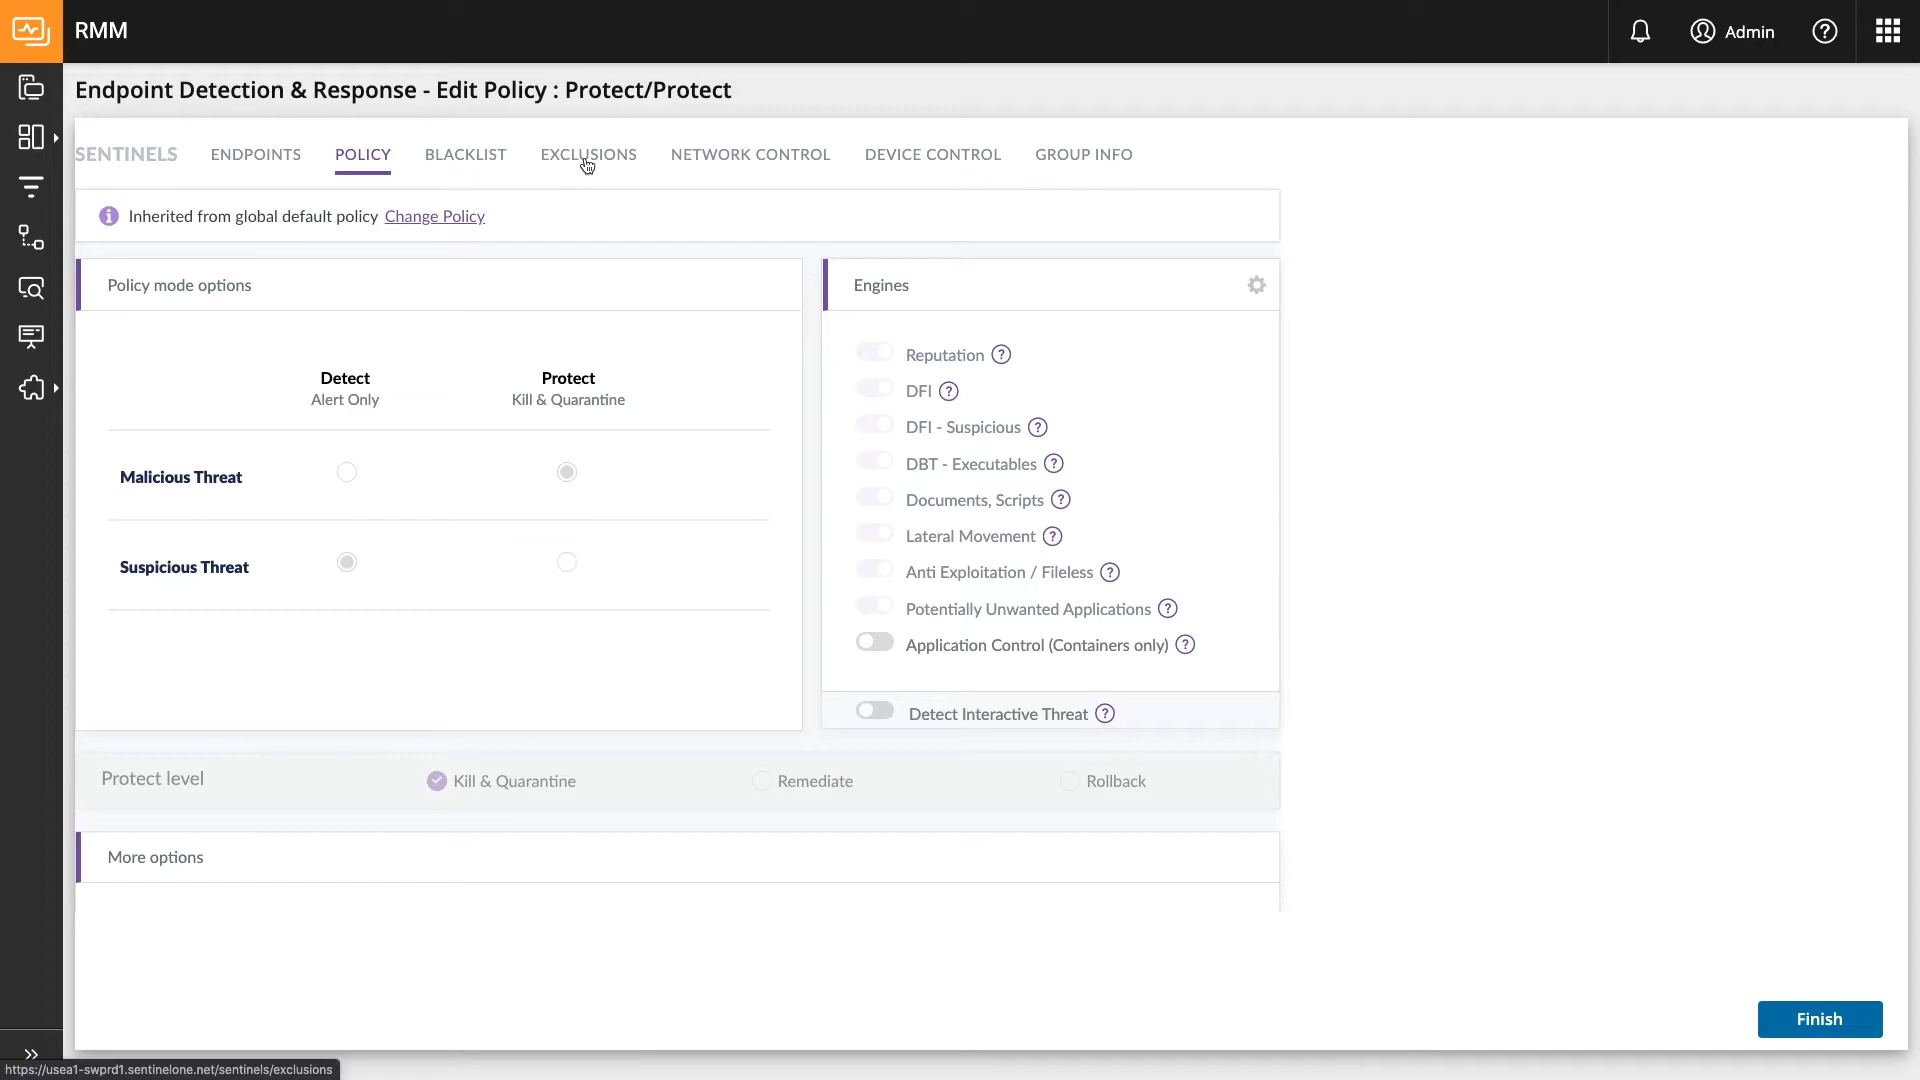 RMM
Admin
Endpoint Detection & Response - Edit Policy : Protect/Protect
SENTINELS ENDPOINTS POLICY BLACKLIST EXCLUSIONS NETWORK CONTROL DEVICE CONTROL GROUP INFO
Inherited from global default policy Change Policy
Policy mode options
Detect
Alert Only
Protect
Kill & Quarantine
Malicious Threat
Suspicious Threat
Engines
Reputation ?
DFI ?
DFI - Suspicious ?
DBT - Executables ?
Documents, Scripts ?
Lateral Movement ?
Anti Exploitation / Fileless ?
Potentially Unwanted Applications ?
Application Control (Containers only) ?
Detect Interactive Threat ?
Protect level Kill & Quarantine Remediate Rollback
More options
Finish
https://usea1-swprd1.sentinelone.net/sentinels/exclusions